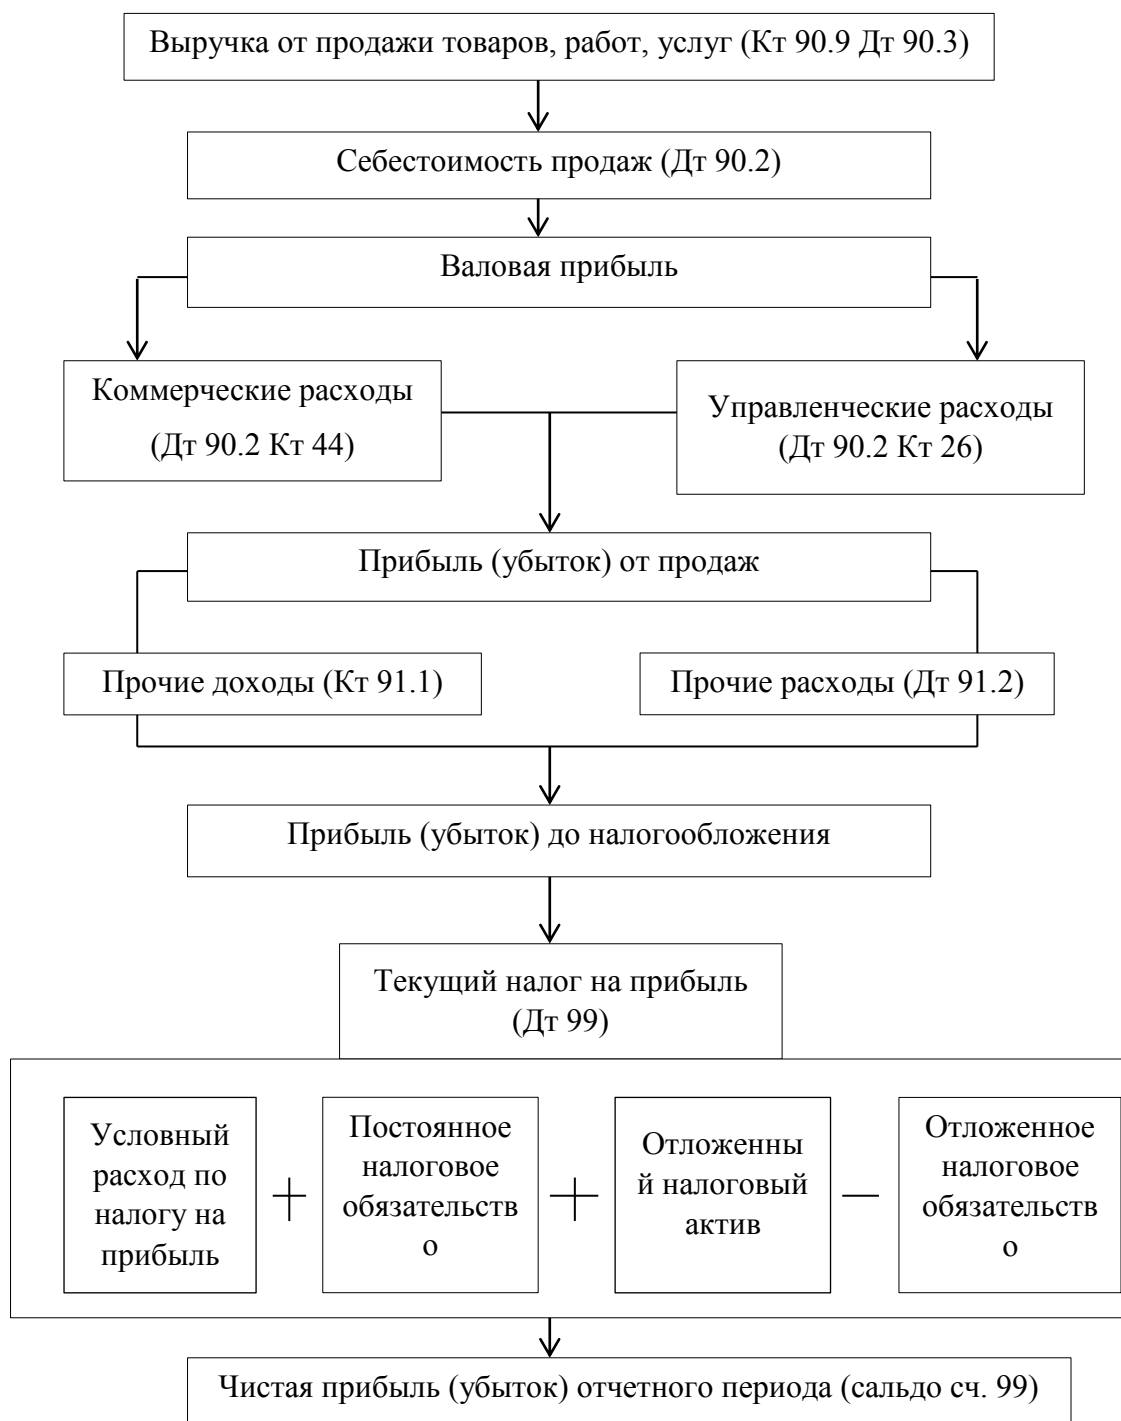 Выручка от продажи товаров, работ, услуг (Кт 90.9 Дт 90.3)
Себестоимость продаж (Дт 90.2)
Валовая прибыль
Коммерческие расходы
(Дт 90.2 Кт 44)
Управленческие расходы
(Дт 90.2 Кт 26)
Прибыль (убыток) от продаж
Прочие доходы (Кт 91.1)
Прочие расходы (Дт 91.2)
Прибыль (убыток) до налогообложения
Текущий налог на прибыль
(Дт 99)
Условный
расход по
налогу на
прибыль
+
Постоянное
налоговое
обязательств
о
+
Отложенны
й налоговый
актив
—
Отложенное
налоговое
обязательств
о
Чистая прибыль (убыток) отчетного периода (сальдо сч. 99)